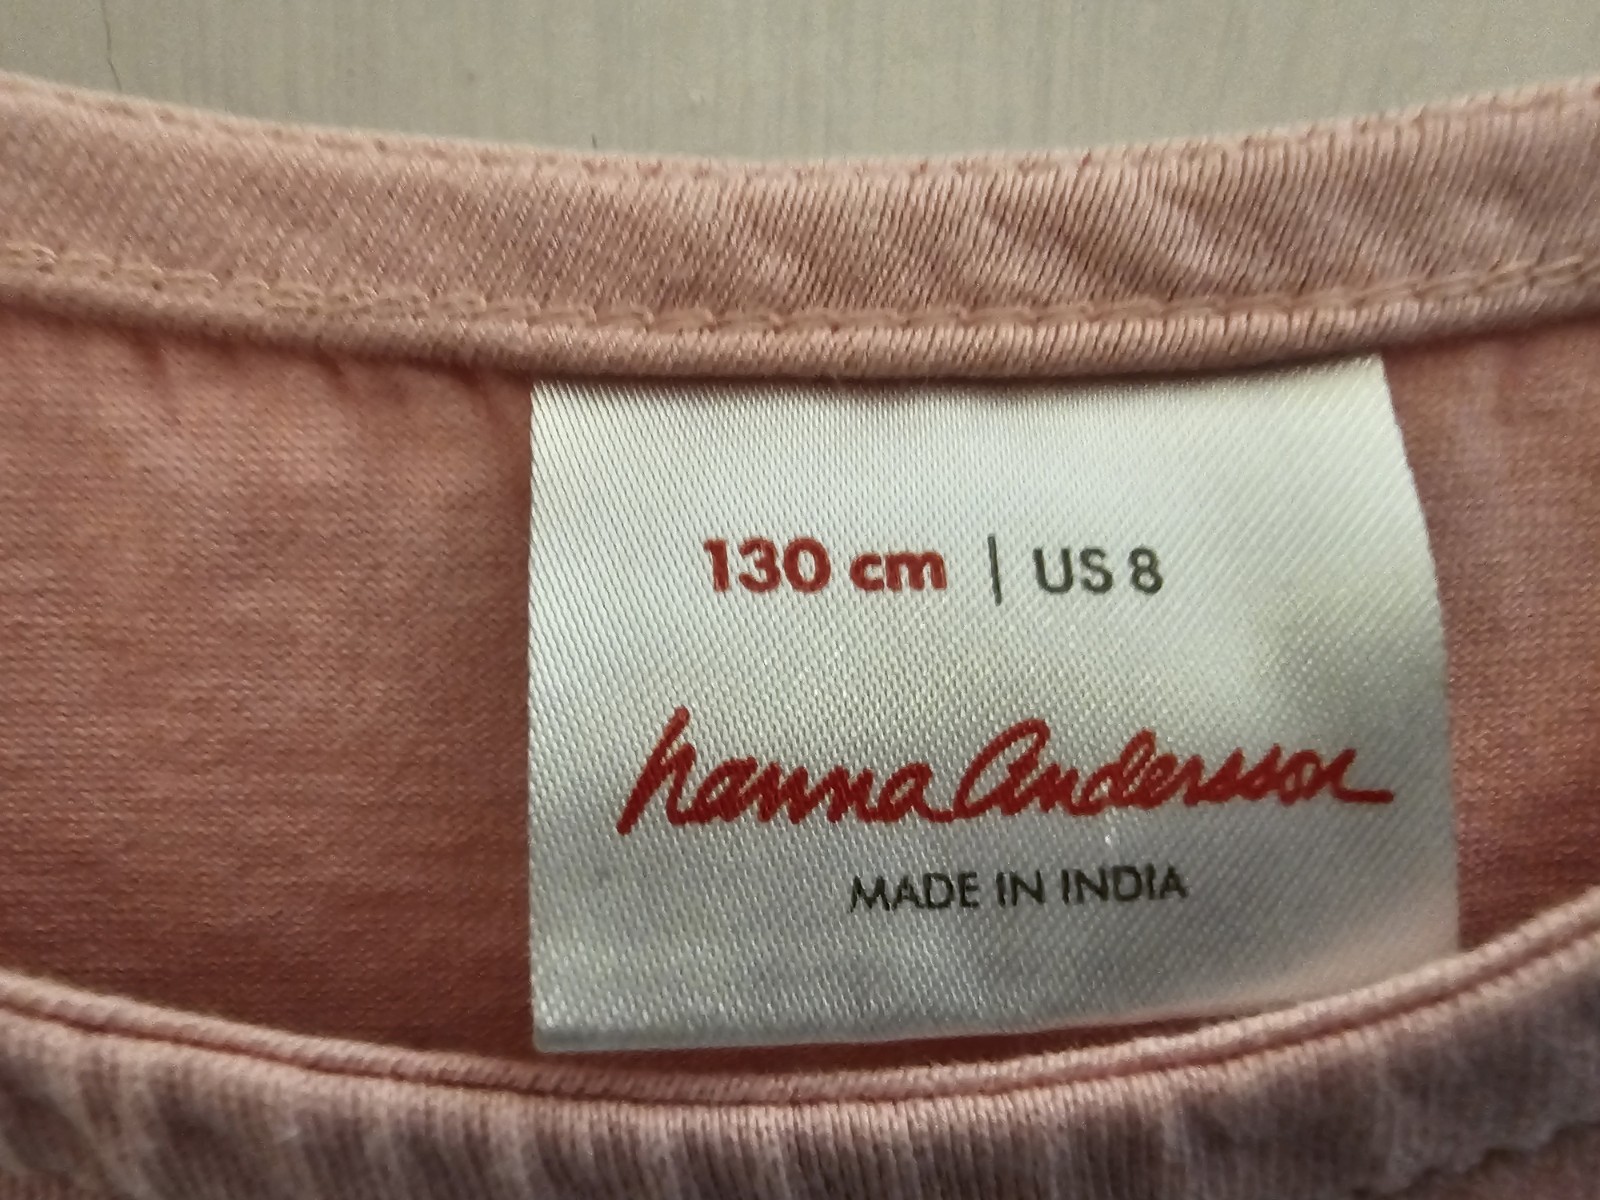 130 cm | US 8
hanna Andersson
MADE IN INDIA